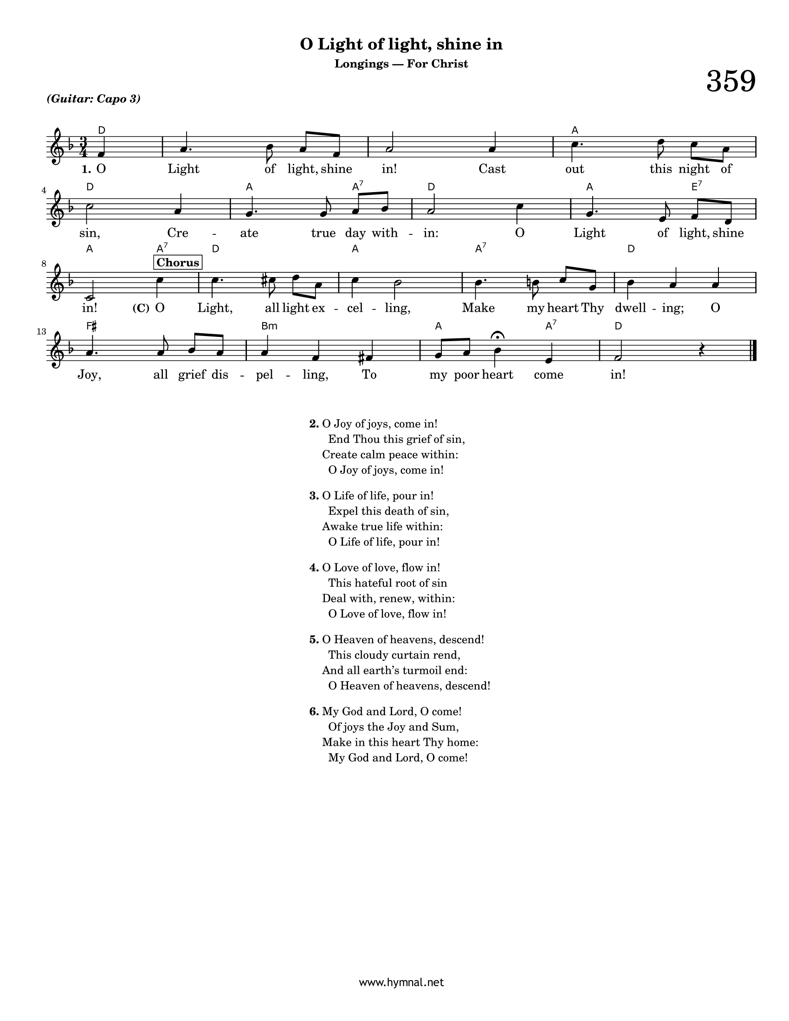 O Light of light, shine in
Longings — For Christ
359
(Guitar: Capo 3)
D A
1. O Light of light, shine in! Cast out this night of
4 D A A7 D A E7
sin, Cre - ate true day with - in: O Light of light, shine
A A7 D A A7 D
8 Chorus
in! (C) O Light, all light ex - cel - ling, Make my heart Thy dwell - ing; O
13 F# Bm A A7 D
Joy, all grief dis - pel - ling, To my poor heart come in!
2. O Joy of joys, come in!
End Thou this grief of sin,
Create calm peace within:
O Joy of joys, come in!
3. O Life of life, pour in!
Expel this death of sin,
Awake true life within:
O Life of life, pour in!
4. O Love of love, flow in!
This hateful root of sin
Deal with, renew, within:
O Love of love, flow in!
5. O Heaven of heavens, descend!
This cloudy curtain rend,
And all earth's turmoil end:
O Heaven of heavens, descend!
6. My God and Lord, O come!
Of joys the Joy and Sum,
Make in this heart Thy home:
My God and Lord, O come!
www.hymnal.net